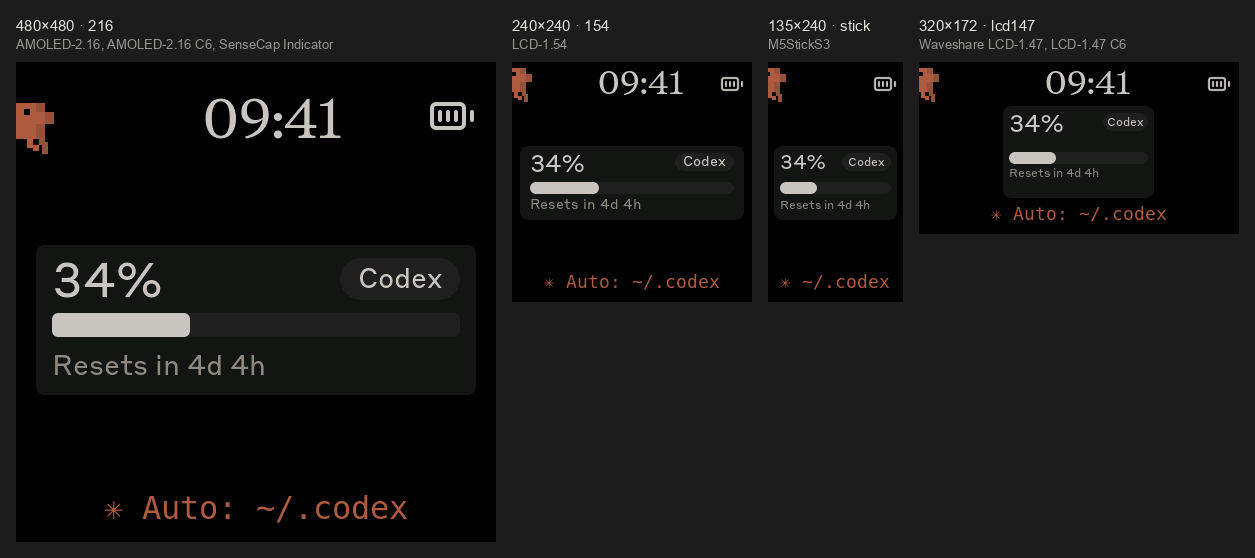 480×480 · 216
AMOLED-2.16, AMOLED-2.16 C6, SenseCap Indicator
09:41
34%
Codex
Resets in 4d 4h
✳ Auto: ~/.codex
240×240 · 154
LCD-1.54
09:41
34%
Codex
Resets in 4d 4h
✳ Auto: ~/.codex
135×240 · stick
M5StickS3
34%
Codex
Resets in 4d 4h
✳ ~/.codex
320×172 · lcd147
Waveshare LCD-1.47, LCD-1.47 C6
09:41
34%
Codex
Resets in 4d 4h
✳ Auto: ~/.codex